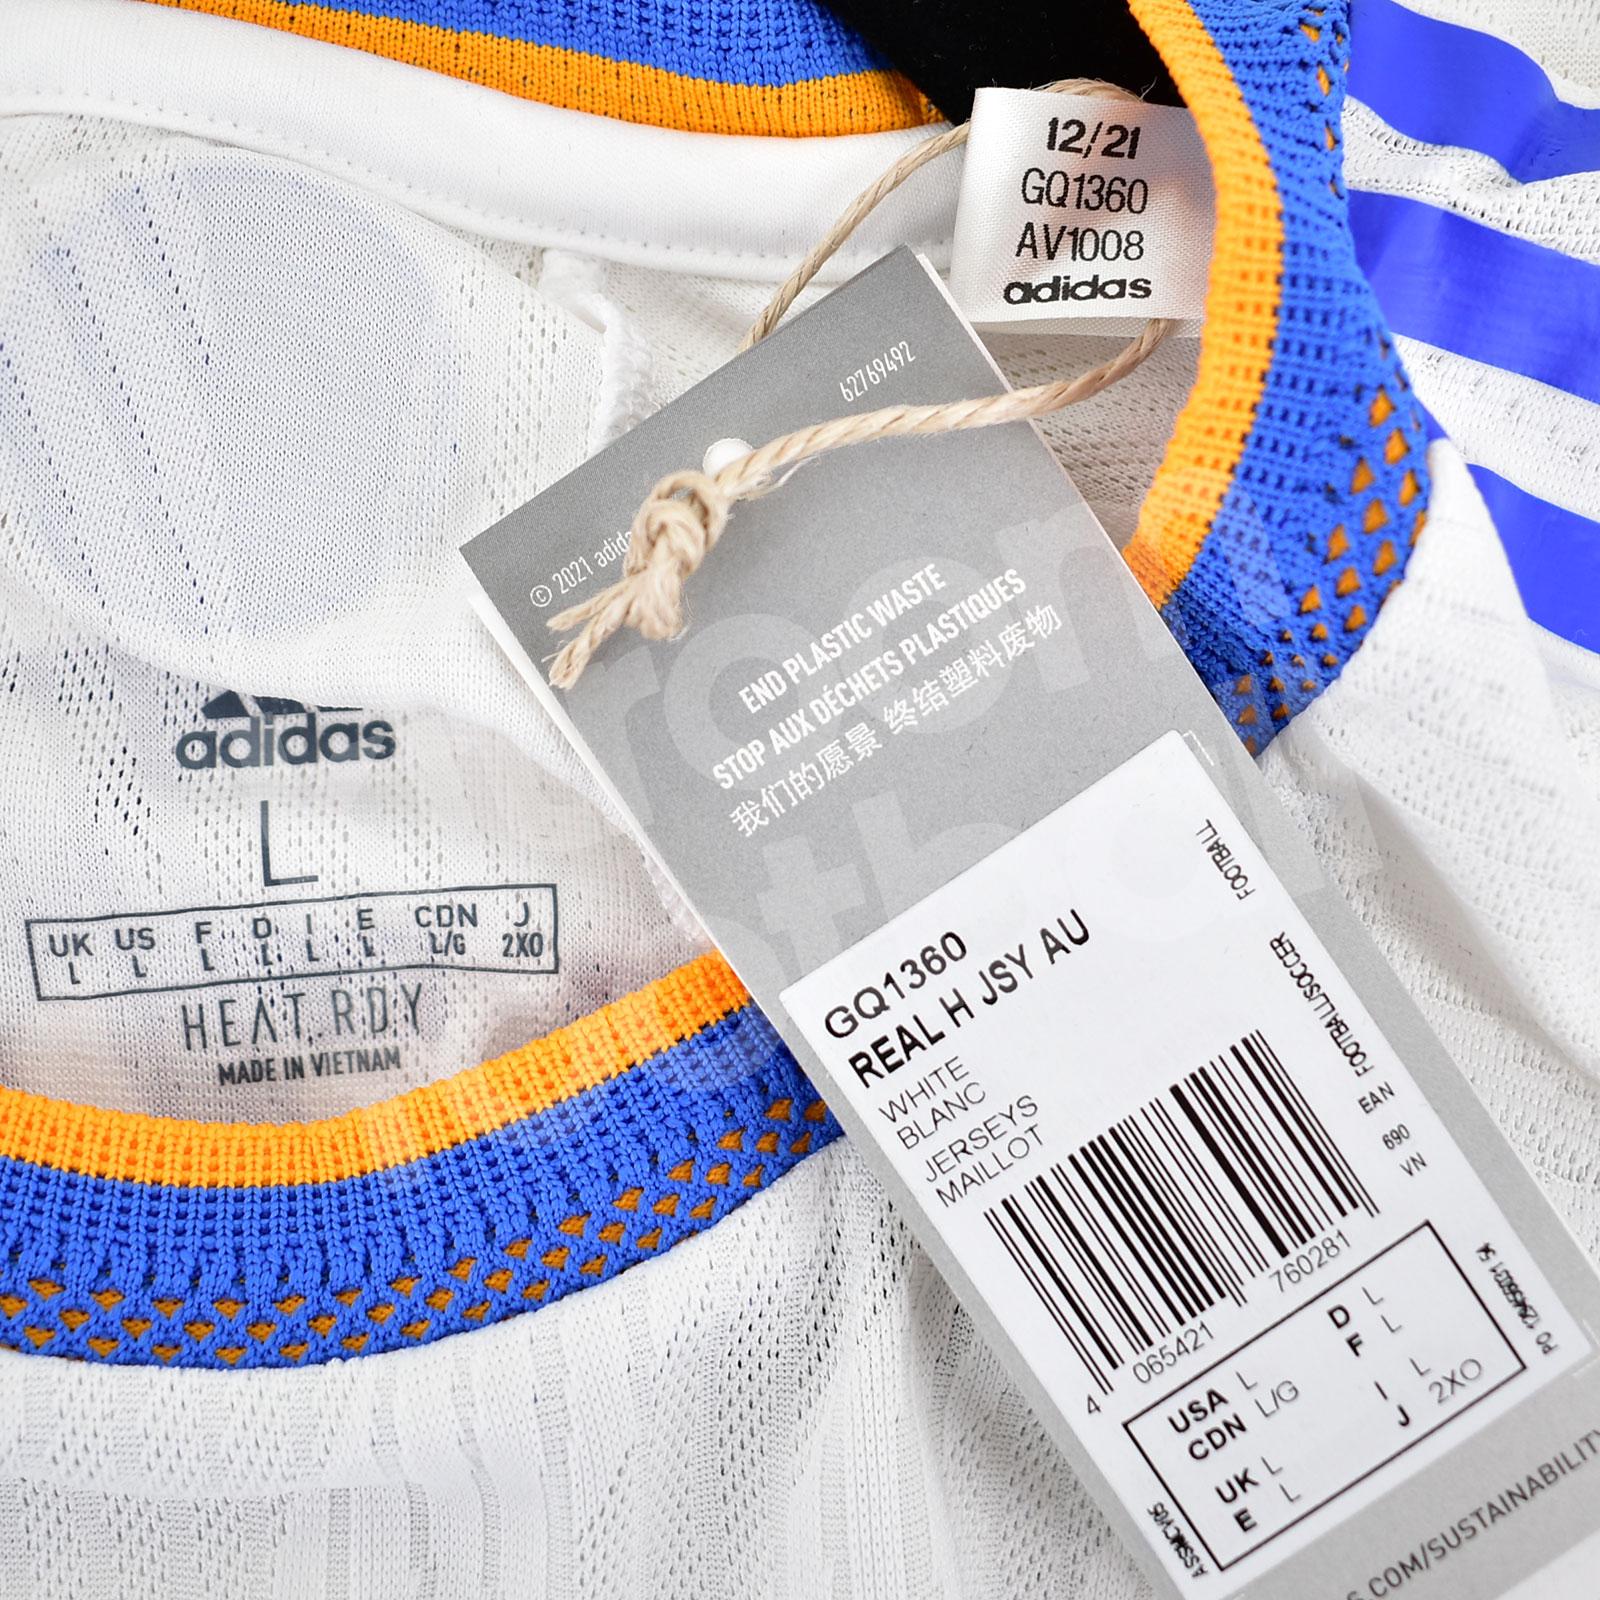 12/21
GQ1360
AV1008
adidas
62769492
© 2021 adid
END PLASTIC WASTE
STOP AUX DÉCHETS PLASTIQUES
我们的愿景 终结塑料废物
adidas
L
UK US F D I E CDN J
L L L L L L L/G 2XO
HEAT.RDY
MADE IN VIETNAM
GQ1360
REAL H JSY AU
WHITE
BLANC
JERSEYS
MAILLOT
FOOTBALL
FOOTBALL/SOCCER
EAN
690
VN
4 065421 760281
USA L
CDN L/G
UK L
E L
D L
F L
I L
J 2XO
S.COM/SUSTAINABILITY